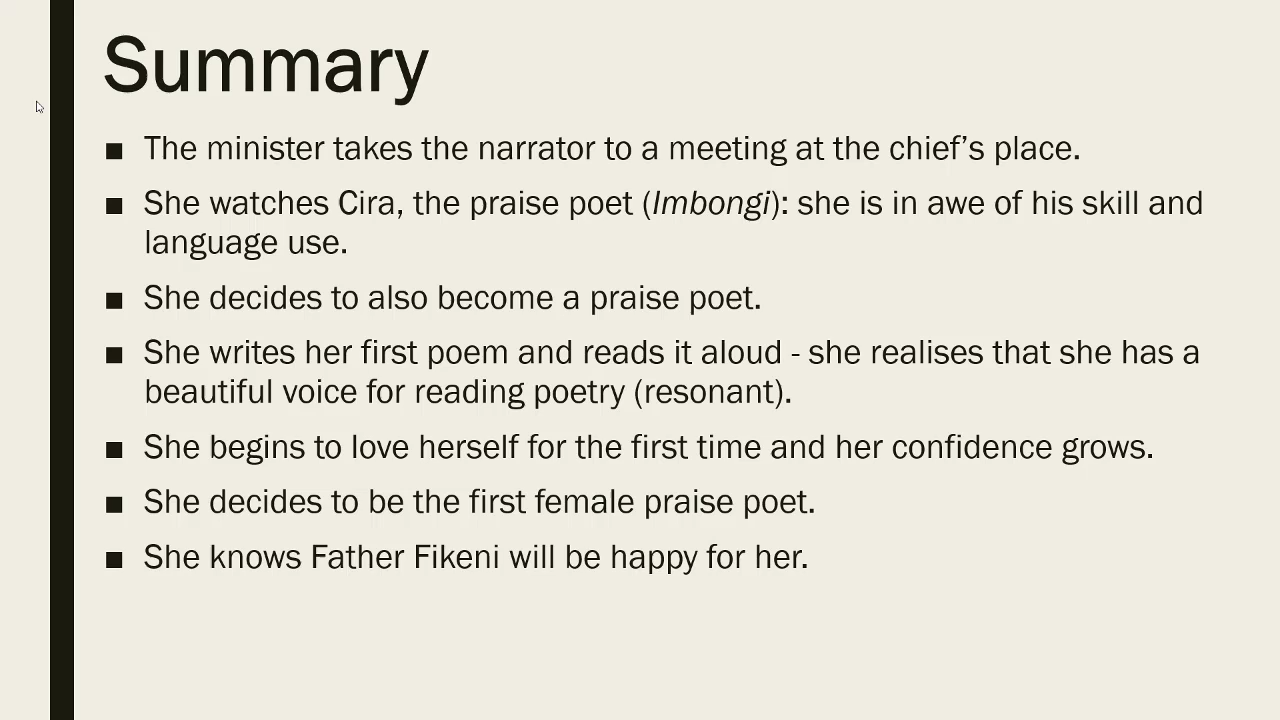 Summary
■ The minister takes the narrator to a meeting at the chief’s place.
■ She watches Cira, the praise poet (Imbongi): she is in awe of his skill and
language use.
■ She decides to also become a praise poet.
■ She writes her first poem and reads it aloud - she realises that she has a
beautiful voice for reading poetry (resonant).
■ She begins to love herself for the first time and her confidence grows.
■ She decides to be the first female praise poet.
■ She knows Father Fikeni will be happy for her.